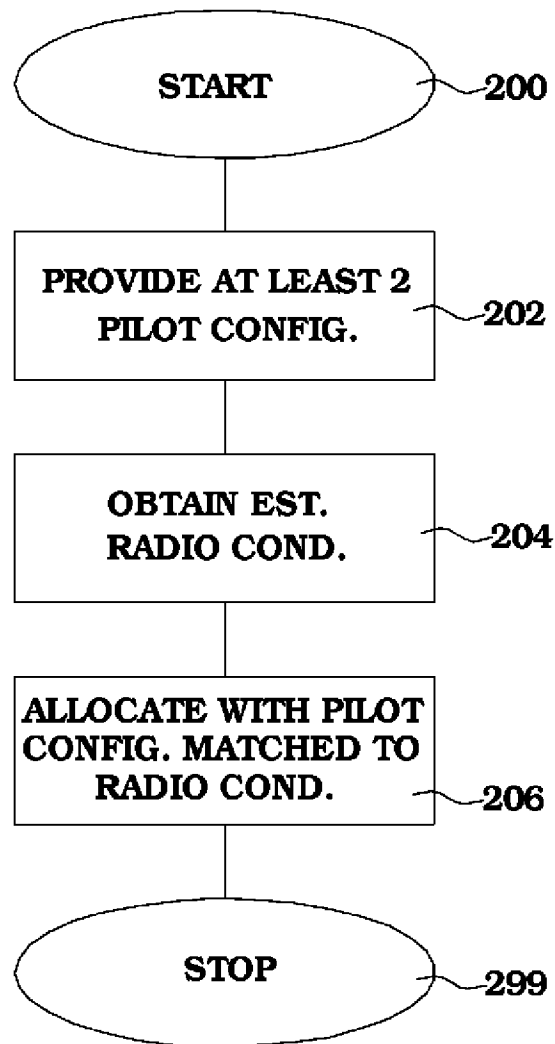 START
200
PROVIDE AT LEAST 2
PILOT CONFIG.
202
OBTAIN EST.
RADIO COND.
204
ALLOCATE WITH PILOT
CONFIG. MATCHED TO
RADIO COND.
206
STOP
299